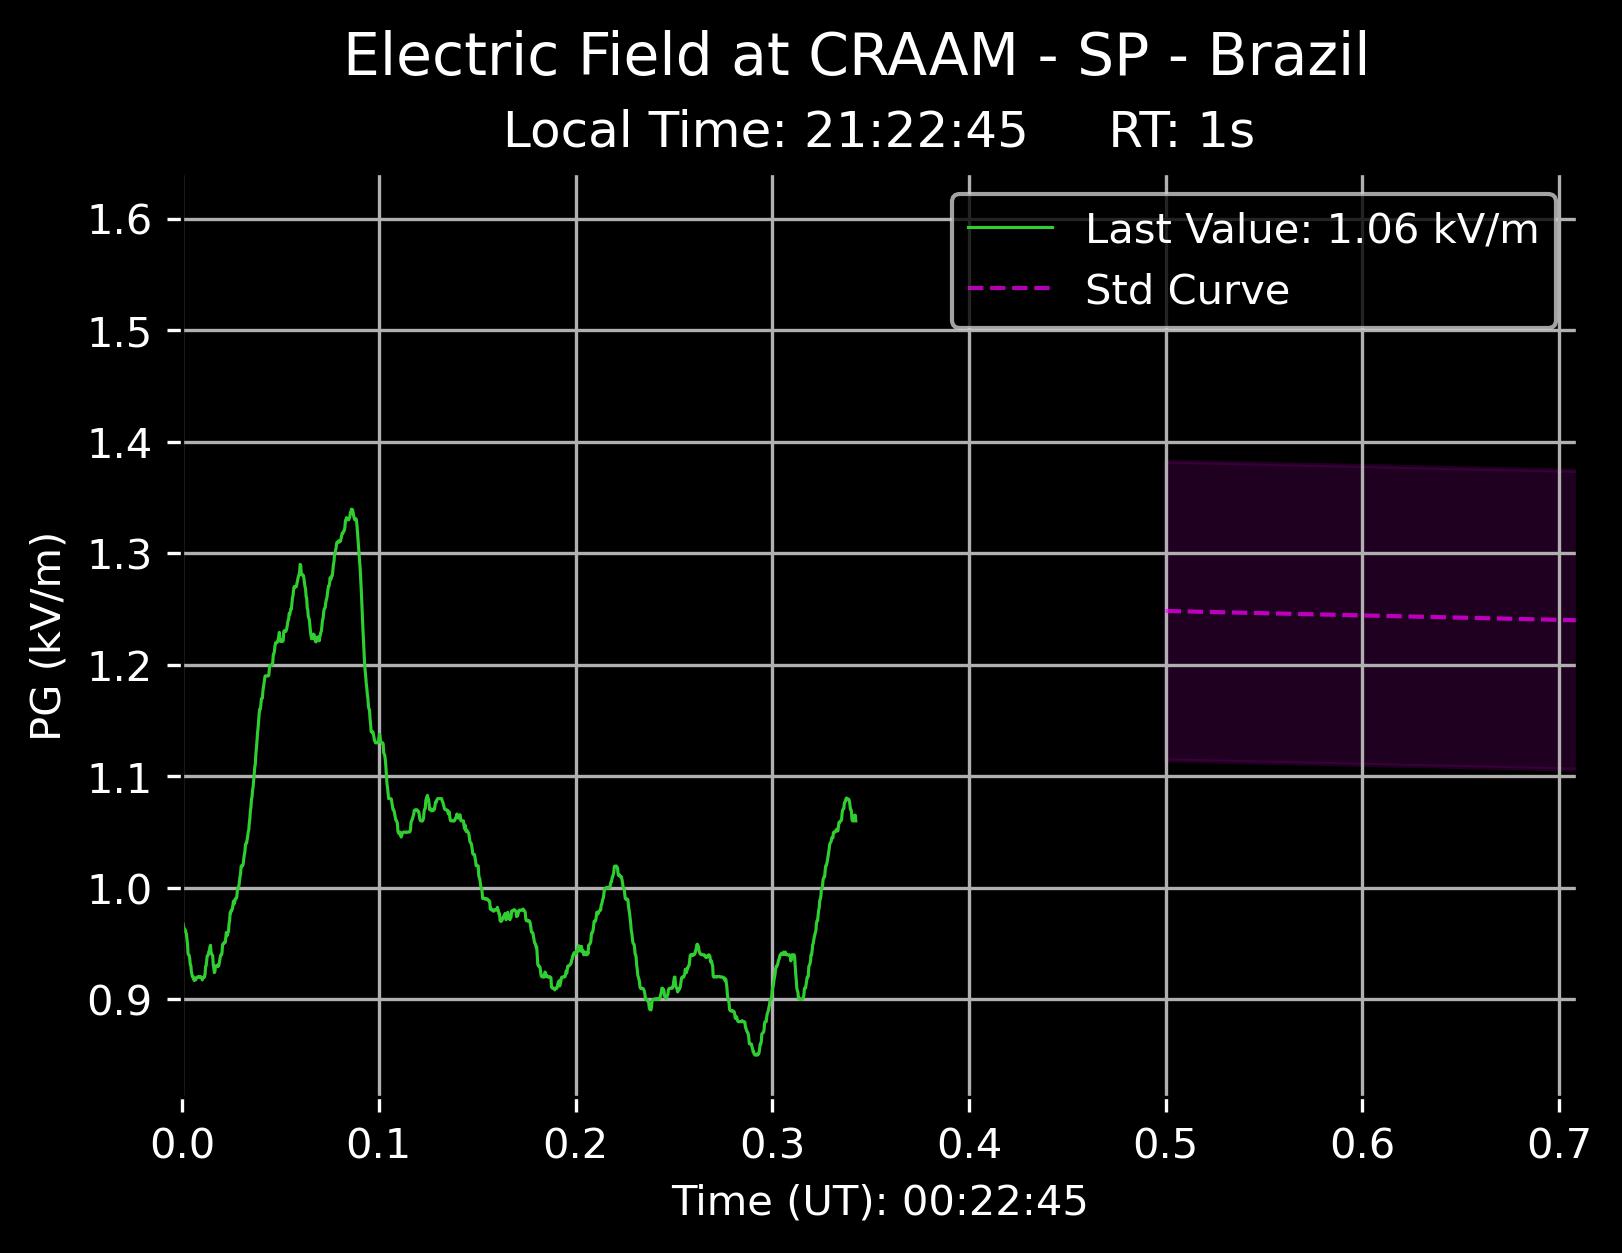 Electric Field at CRAAM - SP - Brazil
Local Time: 21:22:45 RT: 1s
Last Value: 1.06 kV/m
Std Curve
PG (kV/m)
1.6
1.5
1.4
1.3
1.2
1.1
1.0
0.9
0.0 0.1 0.2 0.3 0.4 0.5 0.6 0.7
Time (UT): 00:22:45